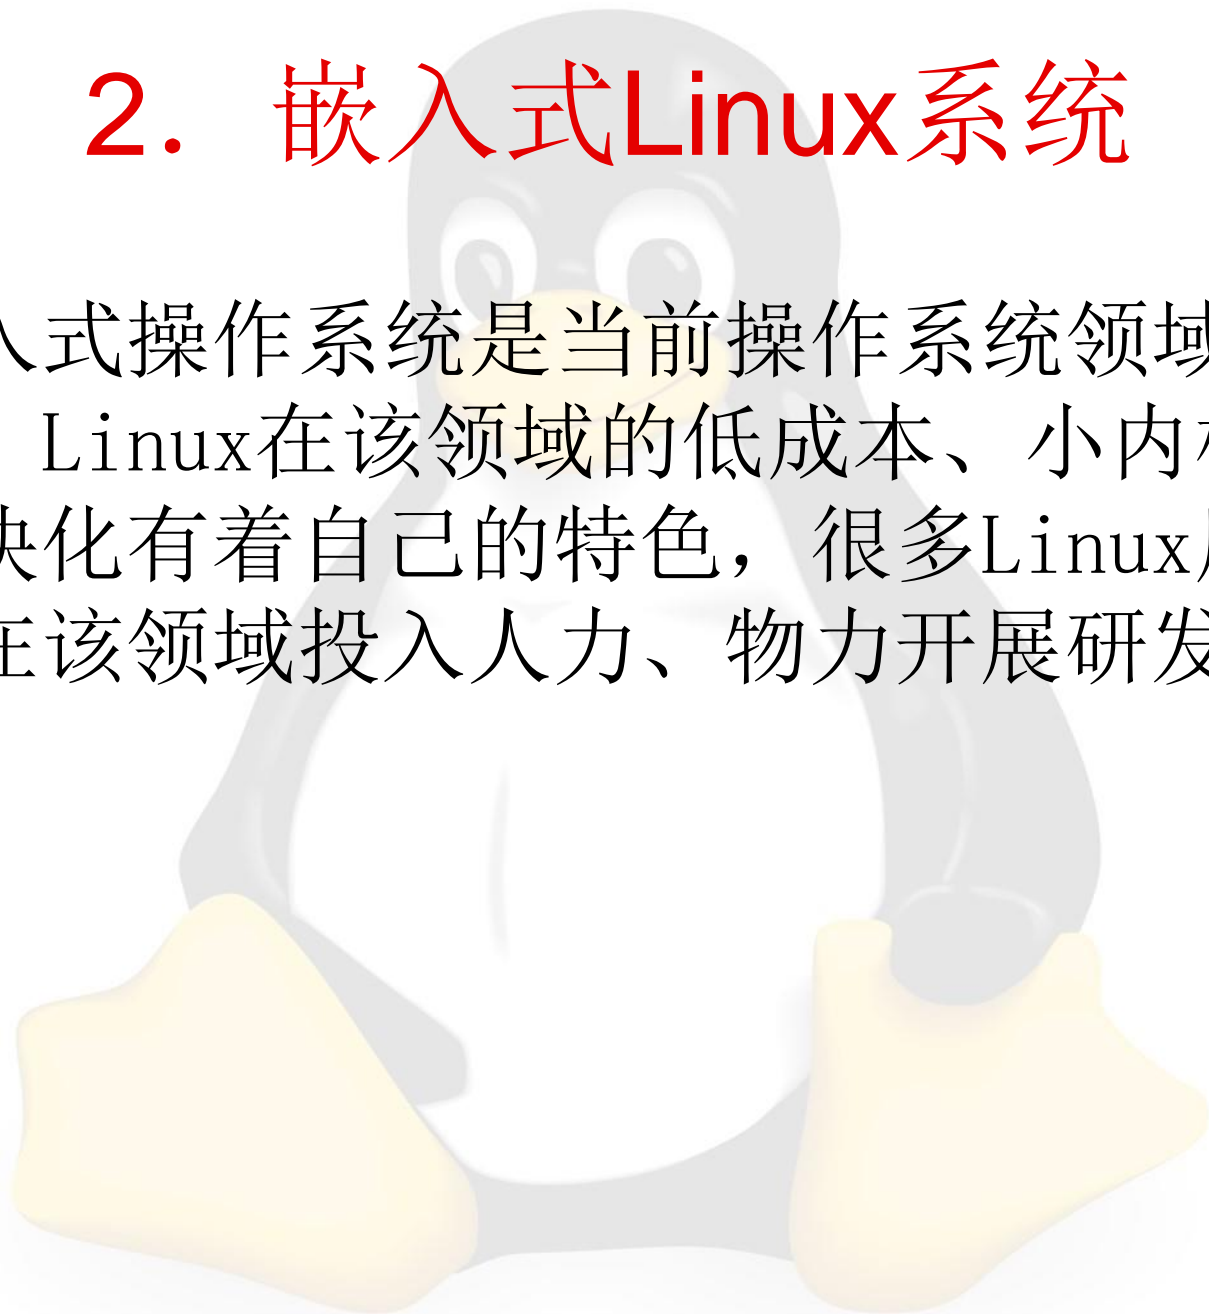 2. 嵌入式Linux系统
入式操作系统是当前操作系统领域
Linux在该领域的低成本、小内
块化有着自己的特色，很多Linux
在该领域投入人力、物力开展研发